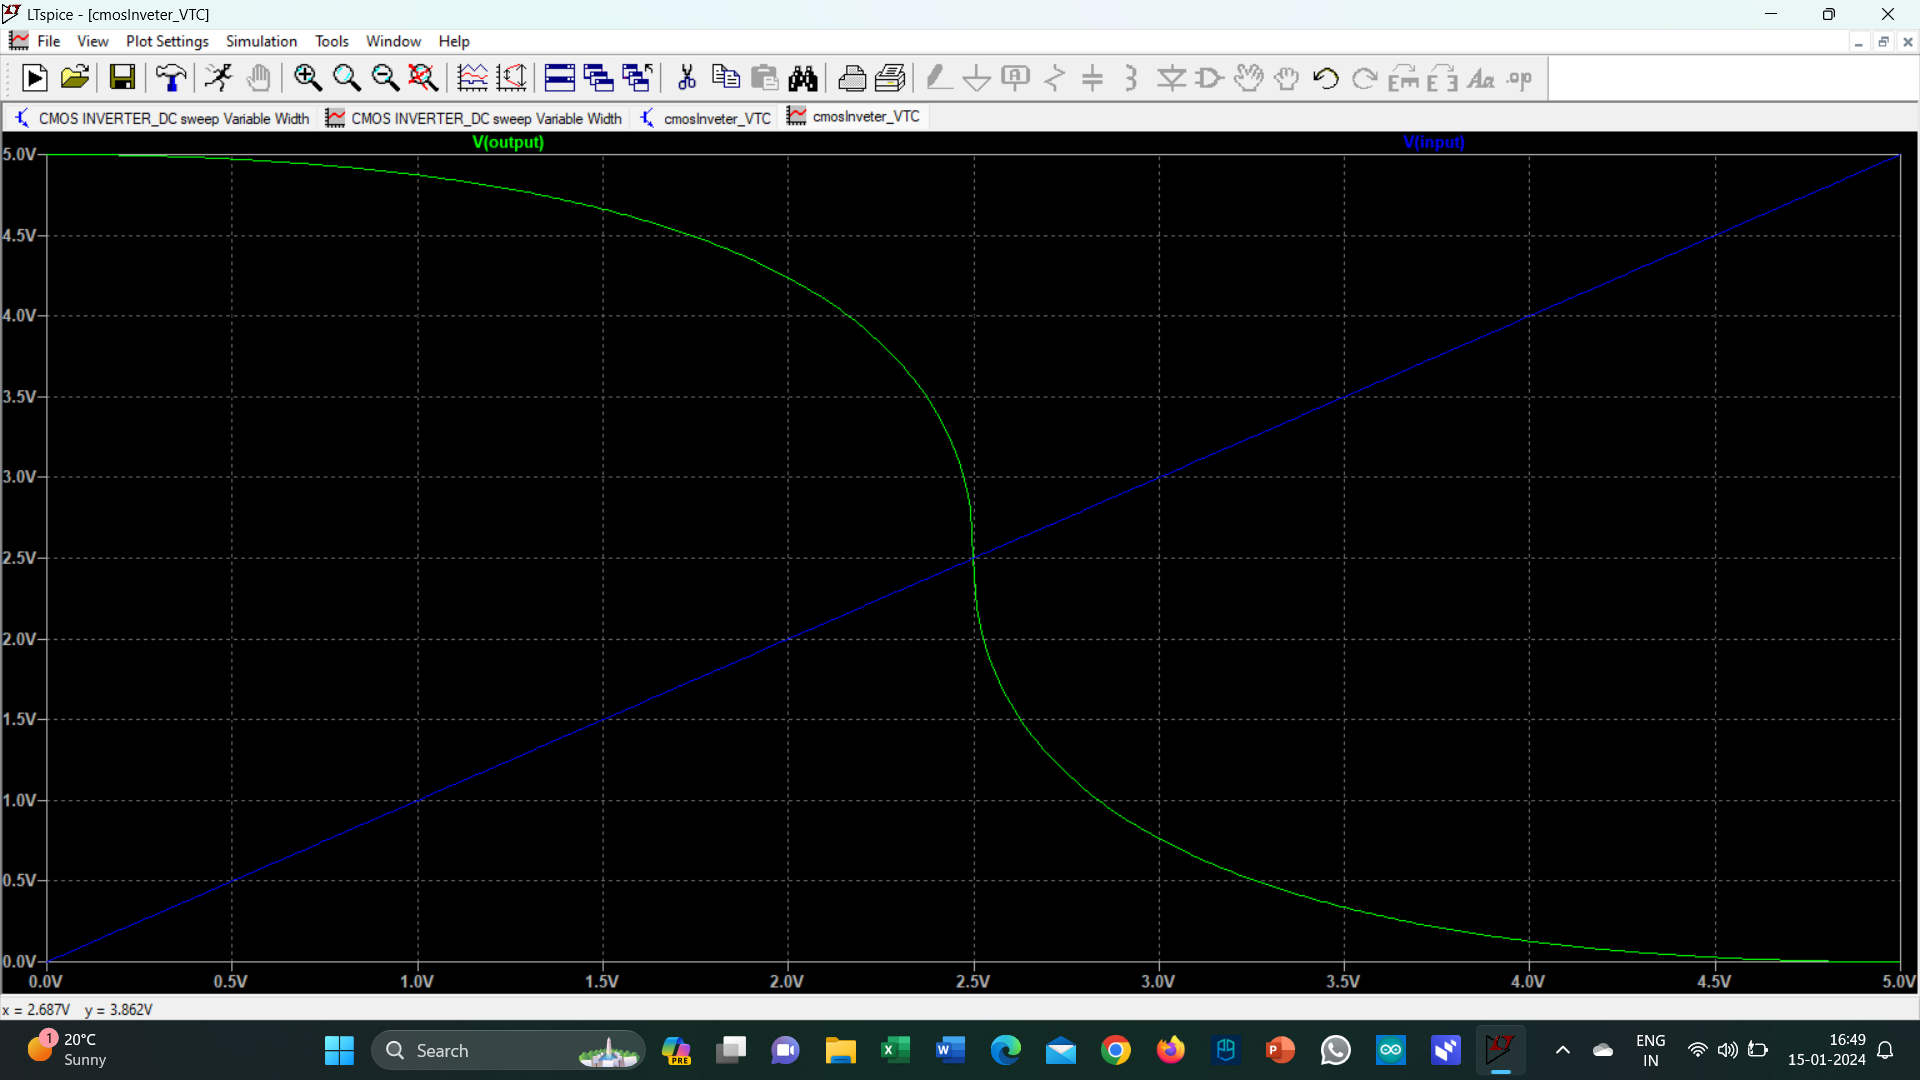 LTspice - [cmosInveter_VTC]
File View Plot Settings Simulation Tools Window Help
CMOS INVERTER_DC sweep Variable Width CMOS INVERTER_DC sweep Variable Width cmosInveter_VTC cmosInveter_VTC
V(output) V(input)
5.0V
4.5V
4.0V
3.5V
3.0V
2.5V
2.0V
1.5V
1.0V
0.5V
0.0V
0.0V 0.5V 1.0V 1.5V 2.0V 2.5V 3.0V 3.5V 4.0V 4.5V 5.0V
x = 2.687V y = 3.862V
1 20°C
Sunny
Search
PRE
ENG
IN
16:49
15-01-2024